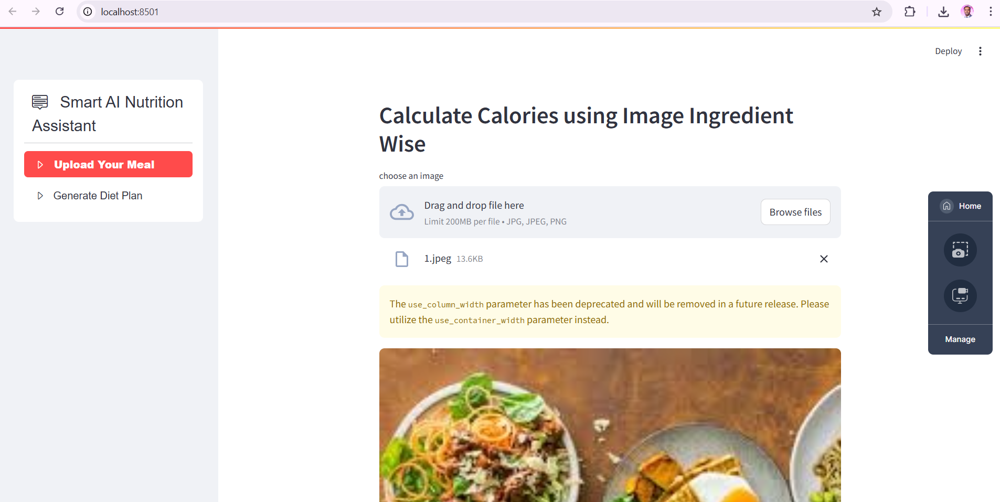 localhost:8501
Deploy
Smart AI Nutrition
Assistant
Upload Your Meal
Generate Diet Plan
Calculate Calories using Image Ingredient
Wise
choose an image
Drag and drop file here
Limit 200MB per file • JPG, JPEG, PNG
Browse files
1.jpeg 13.6KB
The use_column_width parameter has been deprecated and will be removed in a future release. Please
utilize the use_container_width parameter instead.
Home
Manage